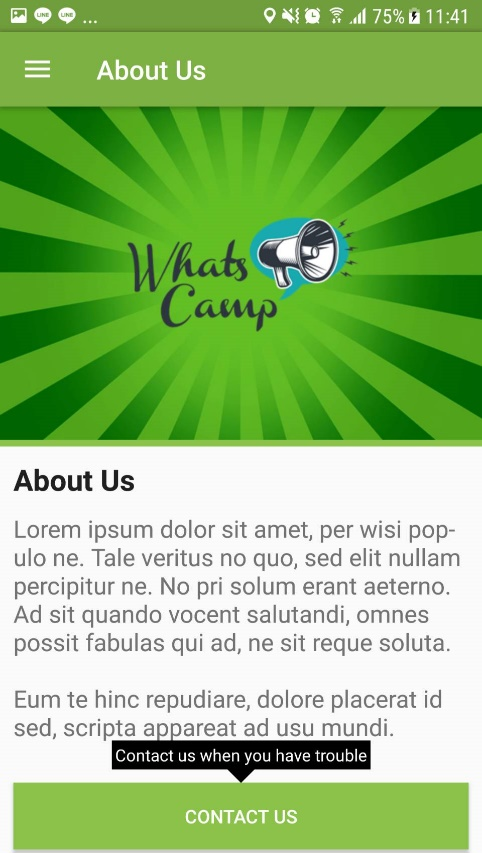 LINE LINE ... 75% 11:41
About Us
Whats
Camp
About Us
Lorem ipsum dolor sit amet, per wisi pop-
ulo ne. Tale veritus no quo, sed elit nullam
percipitur ne. No pri solum erant aeterno.
Ad sit quando vocent salutandi, omnes
possit fabulas qui ad, ne sit reque soluta.
Eum te hinc repudiare, dolore placerat id
sed, scripta appareat ad usu mundi.
Contact us when you have trouble
CONTACT US